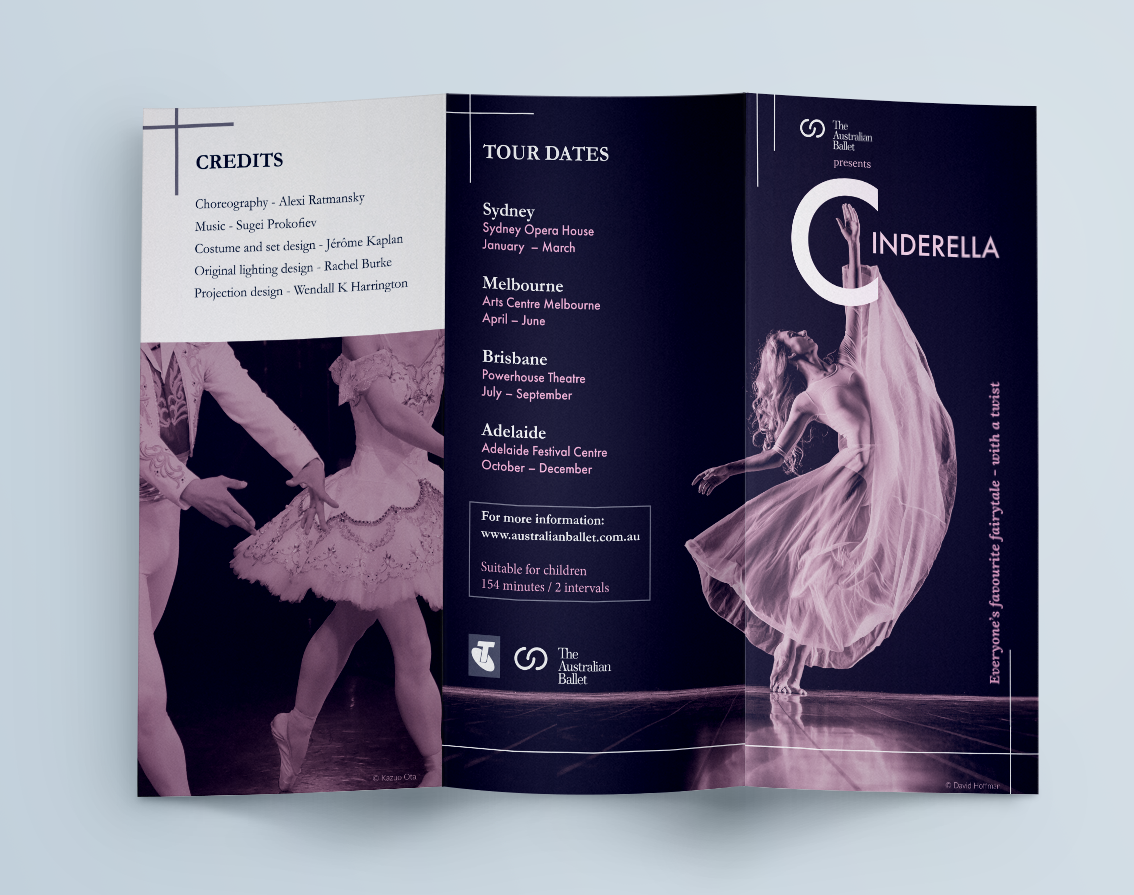 CREDITS
Choreography - Alexi Ratmansky
Music - Sugei Prokofiev
Costume and set design - Jérôme Kaplan
Original lighting design - Rachel Burke
Projection design - Wendall K Harrington
© Kazuo Ota
TOUR DATES
Sydney
Sydney Opera House
January – March
Melbourne
Arts Centre Melbourne
April – June
Brisbane
Powerhouse Theatre
July – September
Adelaide
Adelaide Festival Centre
October – December
For more information:
www.australianballet.com.au
Suitable for children
154 minutes / 2 intervals
T
The
Australian
Ballet
The
Australian
Ballet
presents
CINDERELLA
Everyone's favourite fairytale - with a twist
© David Hofman